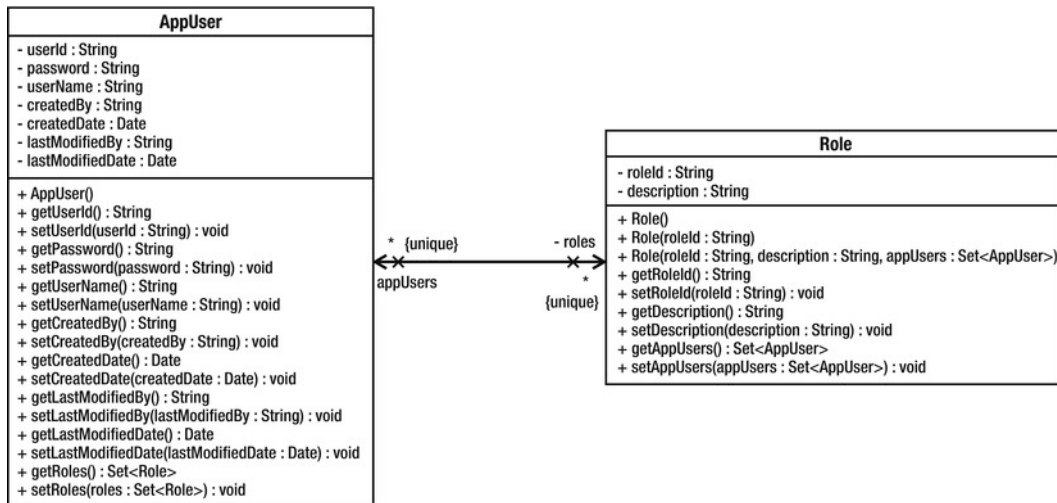 AppUser
- userId : String
- password : String
- userName : String
- createdBy : String
- createdDate : Date
- lastModifiedBy : String
- lastModifiedDate : Date
+ AppUser()
+ getUserId() : String
+ setUserId(userId : String) : void
+ getPassword() : String
+ setPassword(password : String) : void
+ getUserName() : String
+ setUserName(userName : String) : void
+ getCreatedBy() : String
+ setCreatedBy(createdBy : String) : void
+ getCreatedDate() : Date
+ setCreatedDate(createdDate : Date) : void
+ getLastModifiedBy() : String
+ setLastModifiedBy(lastModifiedBy : String) : void
+ getLastModifiedDate() : Date
+ setLastModifiedDate(lastModifiedDate : Date) : void
+ getRoles() : Set<Role>
+ setRoles(roles : Set<Role>) : void
* {unique}
appUsers
- roles
*
{unique}
Role
- roleId : String
- description : String
+ Role()
+ Role(roleId : String)
+ Role(roleId : String, description : String, appUsers : Set<AppUser>)
+ getRoleId() : String
+ setRoleId(roleId : String) : void
+ getDescription() : String
+ setDescription(description : String) : void
+ getAppUsers() : Set<AppUser>
+ setAppUsers(appUsers : Set<AppUser>) : void